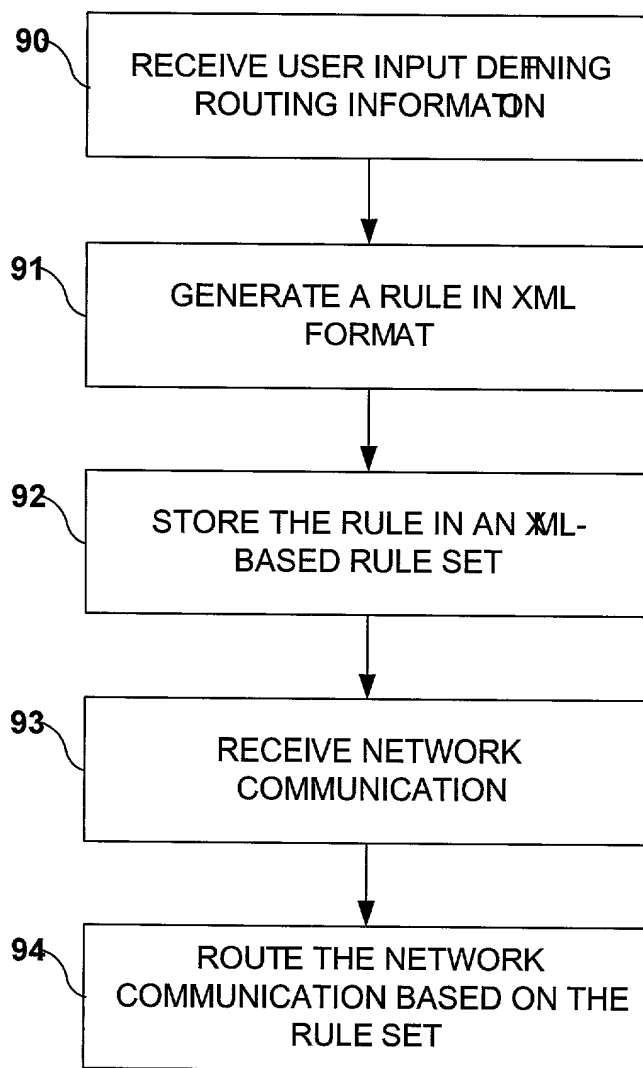 90
RECEIVE USER INPUT DEFINING
ROUTING INFORMATION
91
GENERATE A RULE IN XML
FORMAT
92
STORE THE RULE IN AN XML-
BASED RULE SET
93
RECEIVE NETWORK
COMMUNICATION
94
ROUTE THE NETWORK
COMMUNICATION BASED ON THE
RULE SET